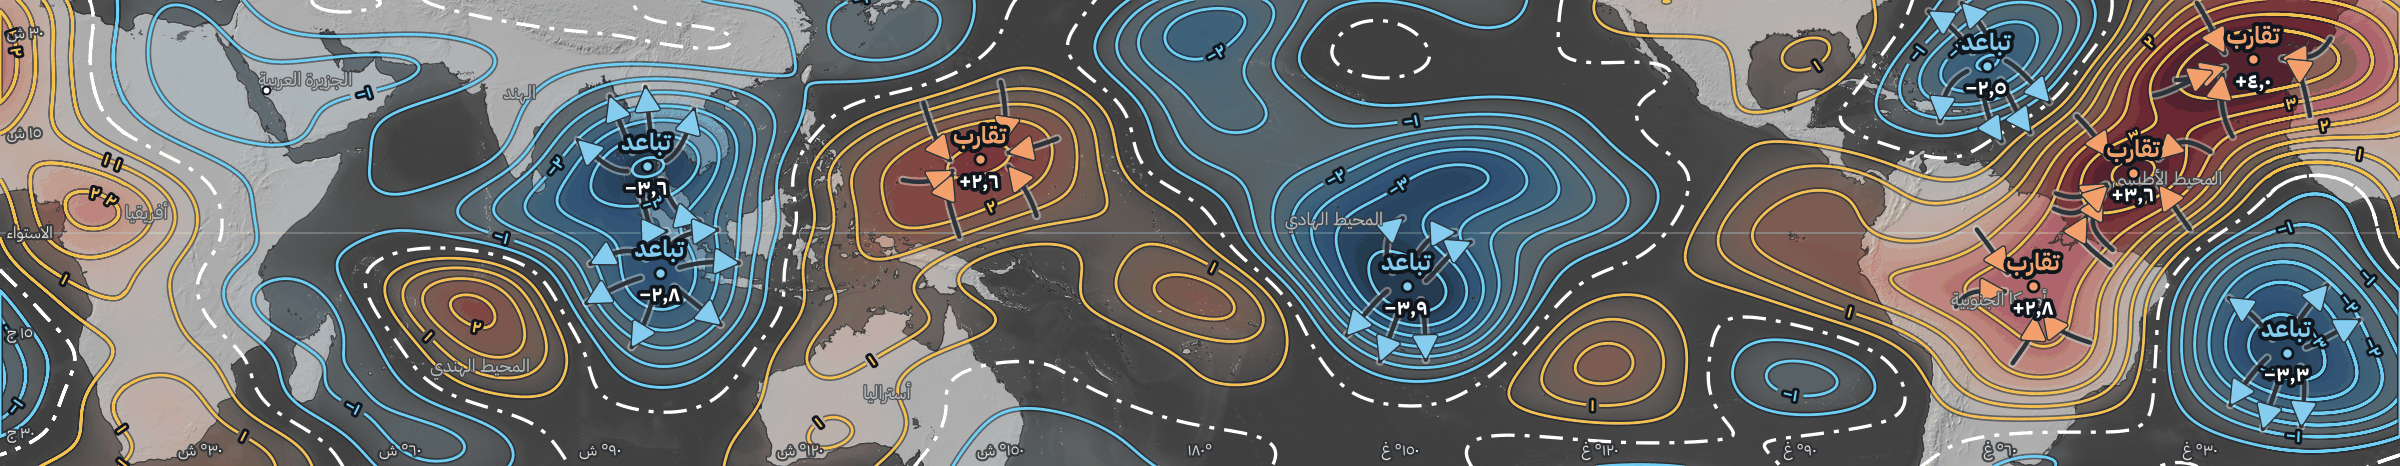 ٣٠° ش
١٥ ش
الاستواء
١٥ ج
٣٠ ج
٣٠° ش
٦٠° ش
٩٠° ش
١٢٠° ش
١٥٠° ش
١٨٠°
١٥٠° غ
١٢٠° غ
٩٠° غ
٦٠° غ
٣٠° غ
الجزيرة العربية
الهند
أفريقيا
المحيط الهندي
أستراليا
المحيط الهادي
المحيط الأطلسي
الجنوبية
تباعد
−٣,٦
تباعد
−٢,٨
تقارب
+٢,٦
تباعد
−٣,٩
تباعد
−٢,٥
تقارب
+٤,٠
تقارب
+٣,٦
تقارب
+٢,٨
تباعد
−٣,٣